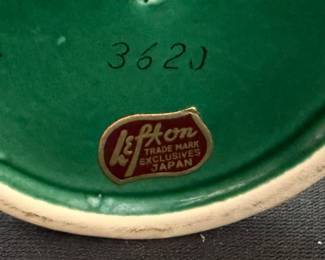 3620
Lefton
TRADE MARK
EXCLUSIVES
JAPAN